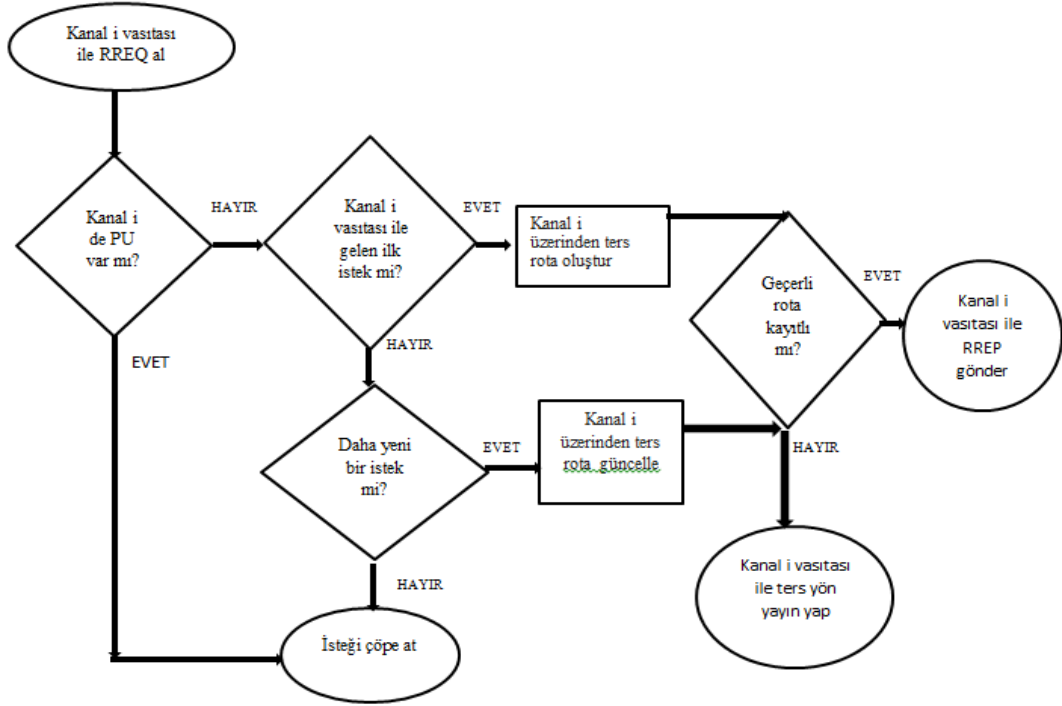 Kanal i vasıtası
ile RREQ al
Kanal i
de PU
var mı?
HAYIR
EVET
Kanal i
vasıtası ile
gelen ilk
istek mi?
EVET
HAYIR
Kanal i
üzerinden ters
rota oluştur
Geçerli
rota
kayıtlı
mı?
EVET
HAYIR
Kanal i
vasıtası ile
RREP
gönder
Daha yeni
bir istek
mi?
EVET
HAYIR
Kanal i
üzerinden ters
rota güncelle
Kanal i vasıtası
ile ters yön
yayın yap
İsteği çöpe at